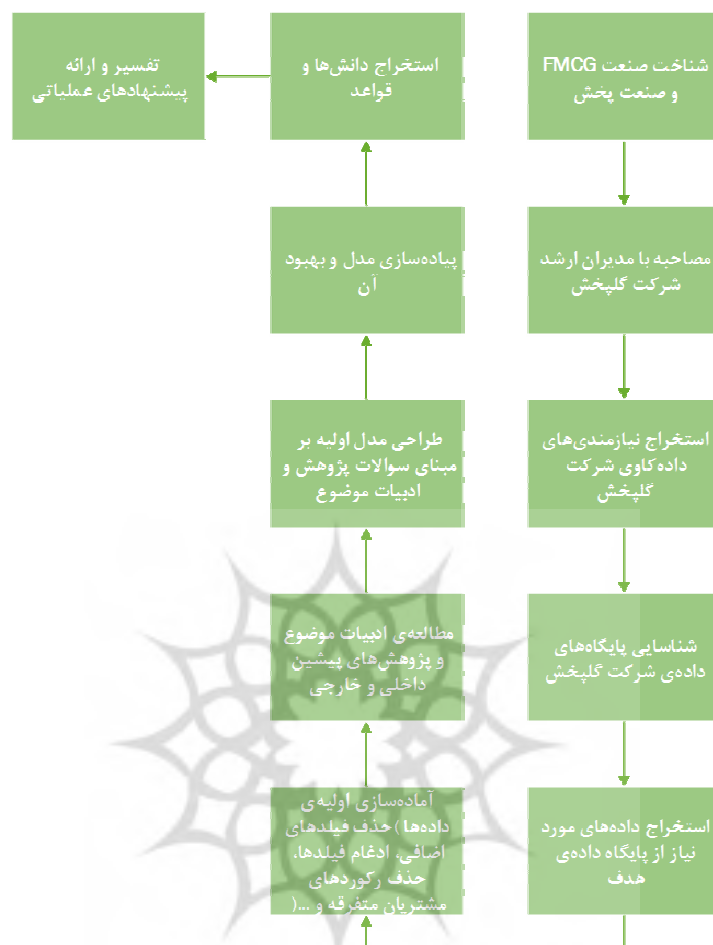 شناخت صنعت FMCG
و صنعت پخش
مصاحبه با مدیران ارشد
شرکت گلپخش
استخراج نیازمندی‌های
داده‌کاوی شرکت
گلپخش
شناسایی پایگاه‌های
داده‌ی شرکت گلپخش
استخراج داده‌های مورد
نیاز از پایگاه داده‌ی
هدف
آماده‌سازی اولیه‌ی
داده‌ها )حذف فیلدهای
اضافی، ادغام فیلدها،
حذف رکوردهای
مشتریان متفرقه و ...(
مطالعه‌ی ادبیات موضوع
و پژوهش‌های پیشین
داخلی و خارجی
طراحی مدل اولیه بر
مبنای سوالات پژوهش و
ادبیات موضوع
پیاده‌سازی مدل و بهبود
آن
استخراج دانش‌ها و
قواعد
تفسیر و ارائه
پیشنهادهای عملیاتی